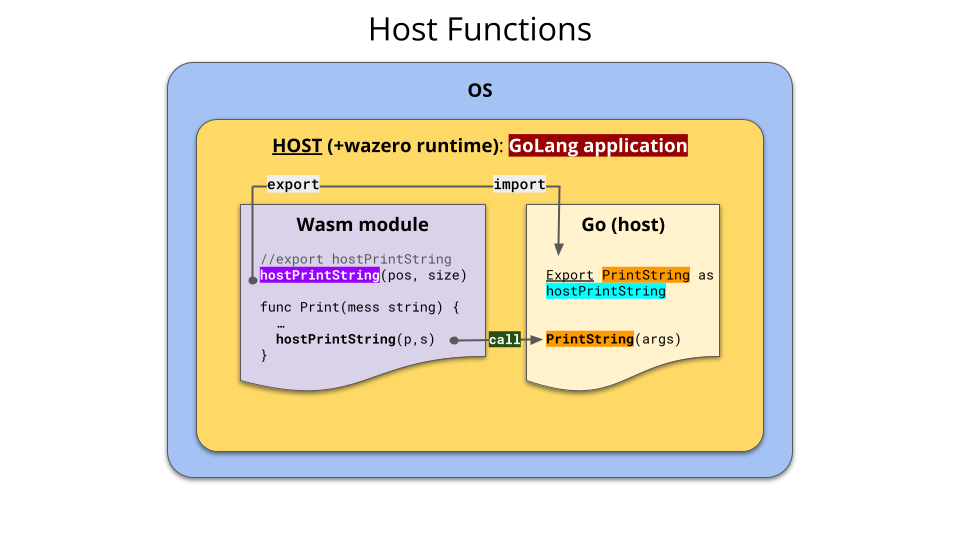 Host Functions
OS
HOST (+wazero runtime): GoLang application
export
import
Wasm module
//export hostPrintString
hostPrintString(pos, size)
func Print(mess string) {
…
hostPrintString(p,s)
}
call
Go (host)
Export PrintString as
hostPrintString
PrintString(args)